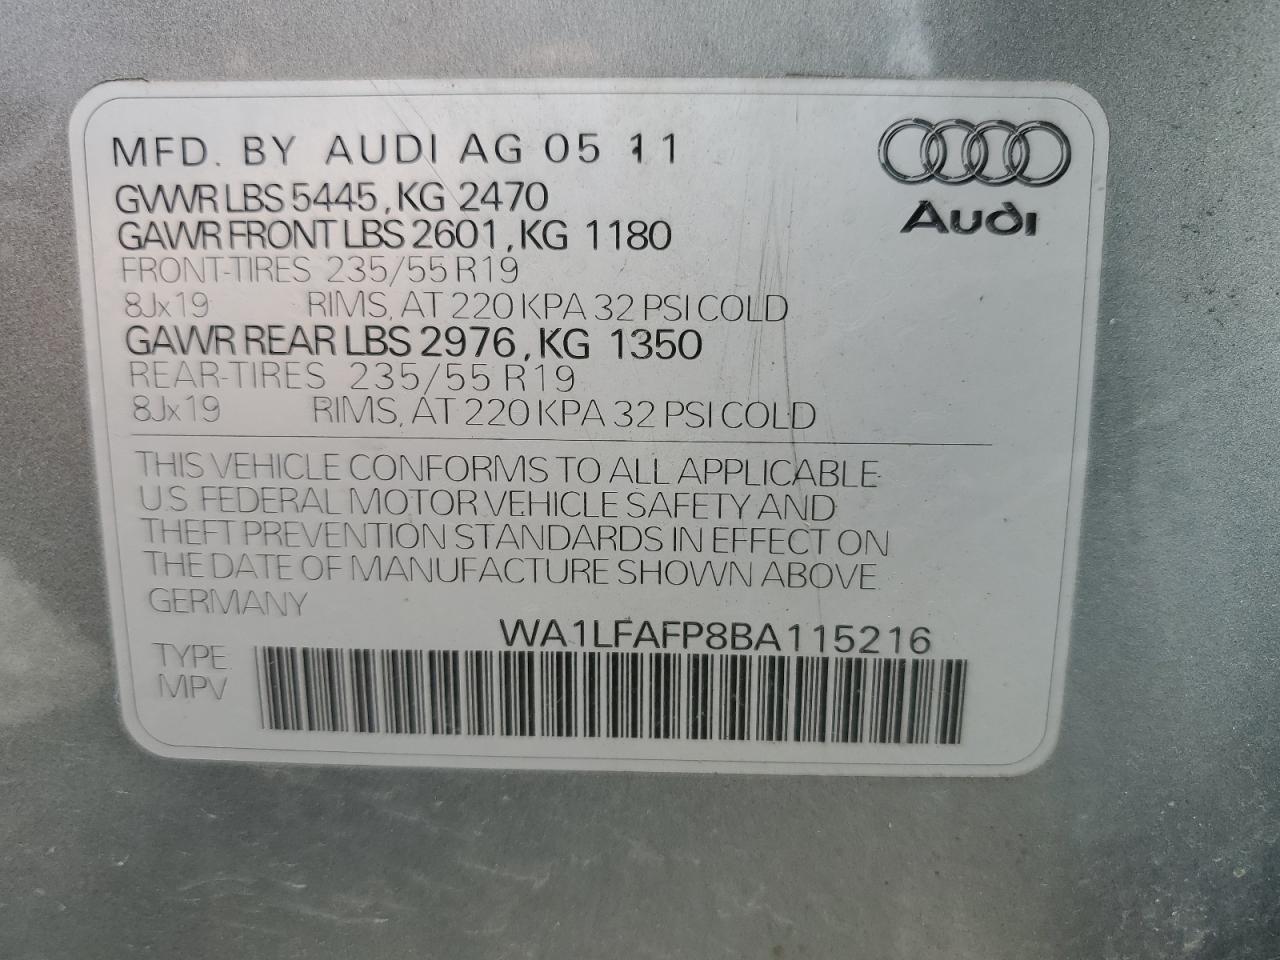 MFD. BY AUDI AG 05 11
GVWR LBS 5445, KG 2470
GAWR FRONT LBS 2601, KG 1180
FRONT-TIRES 235/55 R19
8Jx19 RIMS, AT 220 KPA 32 PSI COLD
GAWR REAR LBS 2976, KG 1350
REAR-TIRES 235/55 R19
8Jx19 RIMS, AT 220 KPA 32 PSI COLD
Audi
THIS VEHICLE CONFORMS TO ALL APPLICABLE
U.S. FEDERAL MOTOR VEHICLE SAFETY AND
THEFT PREVENTION STANDARDS IN EFFECT ON
THE DATE OF MANUFACTURE SHOWN ABOVE
GERMANY
WA1LFAFP8BA115216
TYPE
MPV